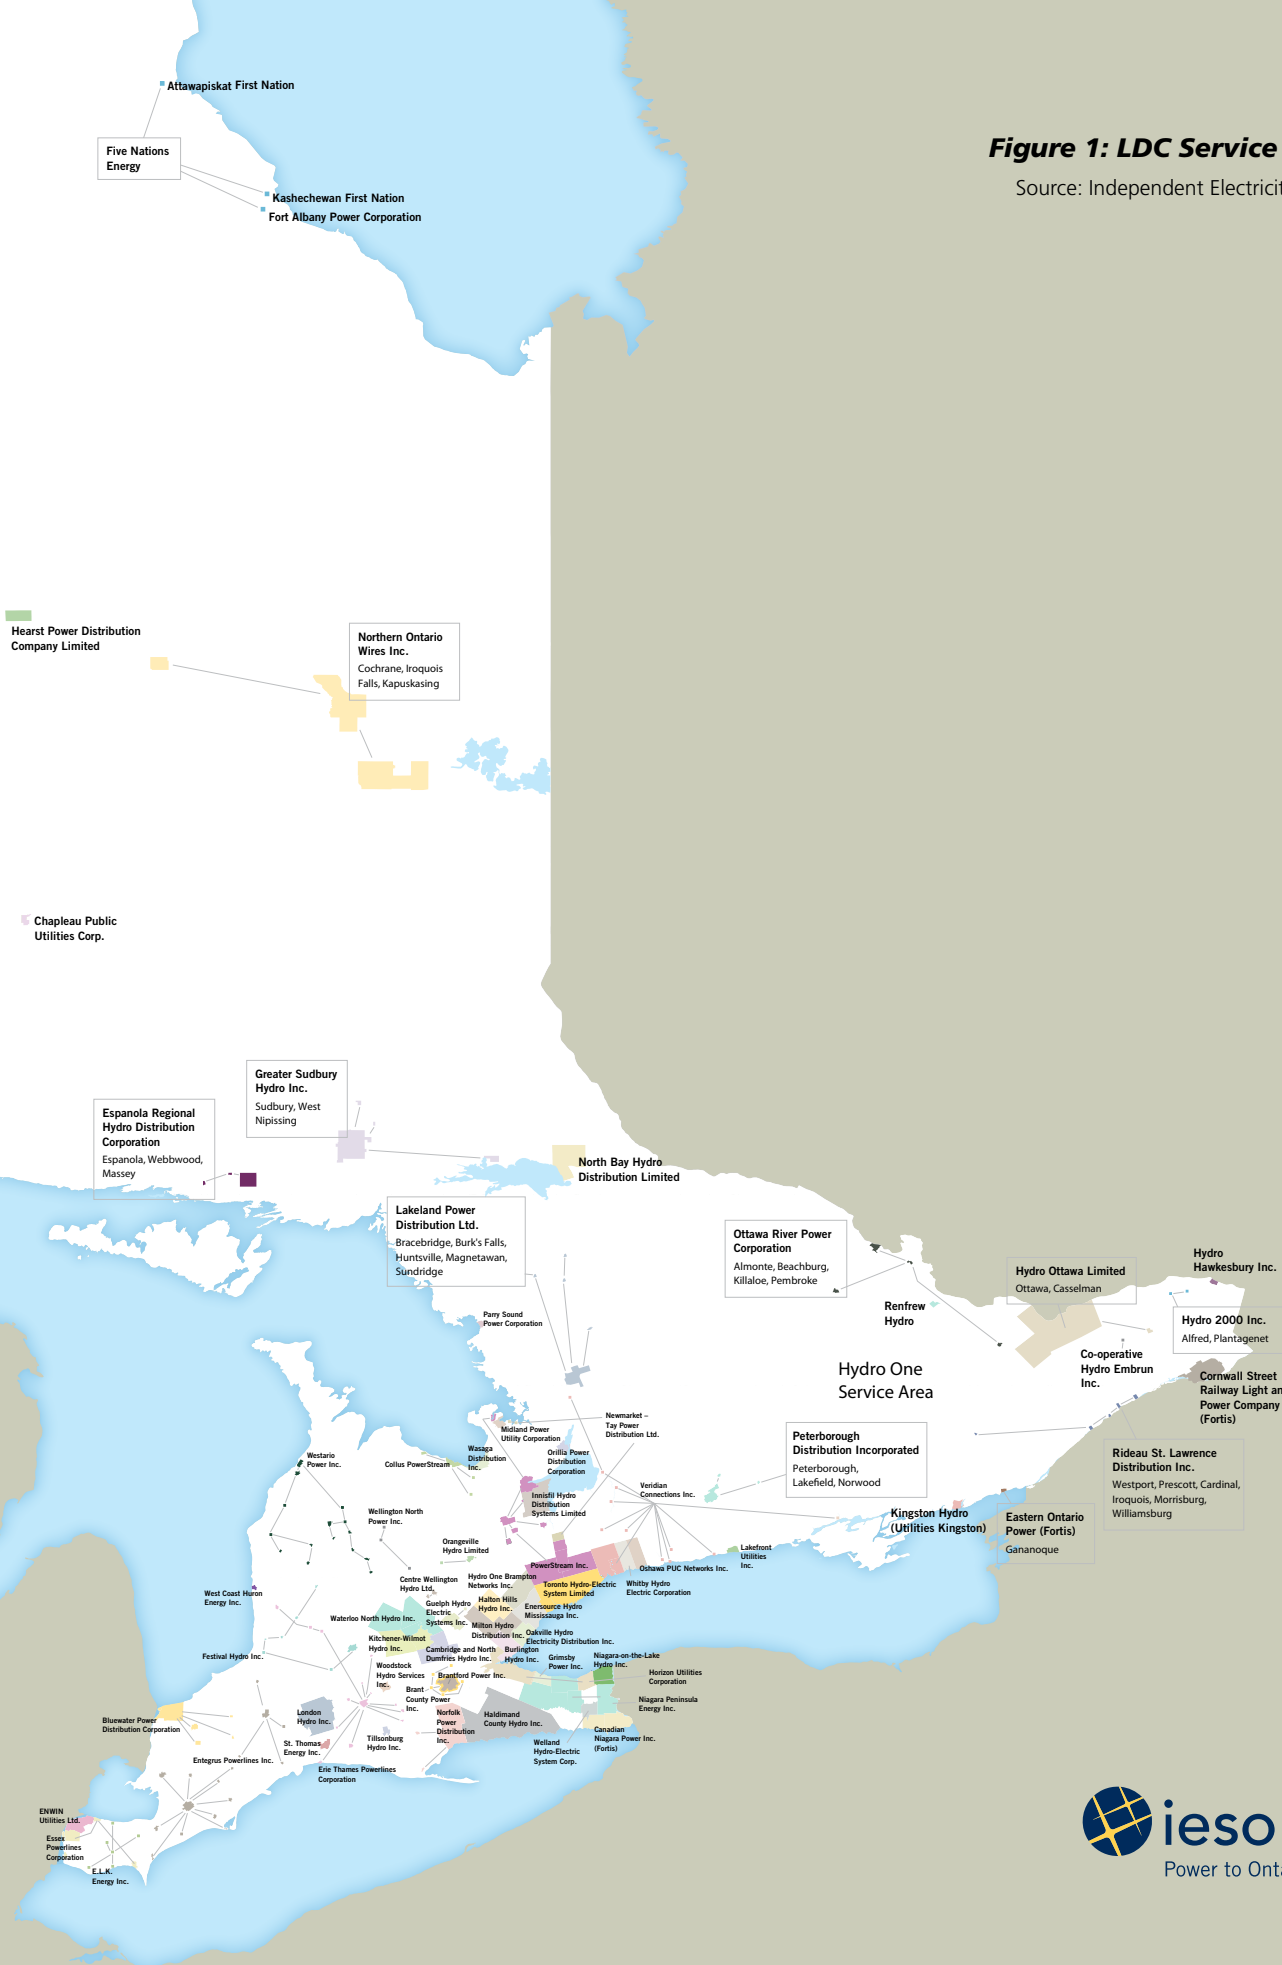 Attawapiskat First Nation
Figure 1: LDC Service
Five Nations
Energy
Source: Independent Electricit
Kashechewan First Nation
Fort Albany Power Corporation
Hearst Power Distribution
Company Limited
Northern Ontario
Wires Inc.
Cochrane, Iroquois
Falls, Kapuskasing
Chapleau Public
Utilities Corp.
Greater Sudbury
Hydro Inc.
Sudbury, West
Nipissing
Espanola Regional
Hydro Distribution
Corporation
Espanola, Webbwood,
Massey
North Bay Hydro
Distribution Limited
Lakeland Power
Distribution Ltd.
Bracebridge, Burk's Falls,
Huntsville, Magnetawan,
Sundridge
Ottawa River Power
Corporation
Almonte, Beachburg,
Killaloe, Pembroke
Hydro
Hawkesbury Inc.
Hydro Ottawa Limited
Ottawa, Casselman
Renfrew
Hydro
Hydro 2000 Inc.
Alfred, Plantagenet
Parry Sound
Power Corporation
Co-operative
Hydro Embrun
Inc.
Hydro One
Service Area
Cornwall Street
Railway Light an
Power Company
(Fortis)
Newmarket –
Tay Power
Distribution Ltd.
Midland Power
Utility Corporation
Peterborough
Distribution Incorporated
Peterborough,
Lakefield, Norwood
Rideau St. Lawrence
Distribution Inc.
Westport, Prescott, Cardinal,
Iroquois, Morrisburg,
Williamsburg
Westario
Power Inc.
Collus PowerStream
Wasaga
Distribution
Inc.
Orillia Power
Distribution
Corporation
Veridian
Connections Inc.
Innisfil Hydro
Distribution
Systems Limited
Wellington North
Power Inc.
Kingston Hydro
(Utilities Kingston)
Eastern Ontario
Power (Fortis)
Gananoque
Orangeville
Hydro Limited
Lakefront
Utilities
Inc.
PowerStream Inc.
Oshawa PUC Networks Inc.
Centre Wellington
Hydro Ltd.
Hydro One Brampton
Networks Inc.
Toronto Hydro-Electric
System Limited
Whitby Hydro
Electric Corporation
West Coast Huron
Energy Inc.
Guelph Hydro
Electric
Systems Inc.
Halton Hills
Hydro Inc.
Enersource Hydro
Mississauga Inc.
Waterloo North Hydro Inc.
Milton Hydro
Distribution Inc.
Oakville Hydro
Electricity Distribution Inc.
Kitchener-Wilmot
Hydro Inc.
Cambridge and North
Dumfries Hydro Inc.
Burlington
Hydro Inc.
Festival Hydro Inc.
Grimsby
Power Inc.
Niagara-on-the-Lake
Hydro Inc.
Woodstock
Hydro Services
Inc.
Brantford Power Inc.
Horizon Utilities
Corporation
Brant
County Power
Inc.
Niagara Peninsula
Energy Inc.
Bluewater Power
Distribution Corporation
London
Hydro Inc.
Norfolk
Power
Distribution
Inc.
Haldimand
County Hydro Inc.
Canadian
Niagara Power Inc.
(Fortis)
St. Thomas
Energy Inc.
Tillsonburg
Hydro Inc.
Welland
Hydro-Electric
System Corp.
Entegrus Powerlines Inc.
Erie Thames Powerlines
Corporation
ENWIN
Utilities Ltd.
Essex
Powerlines
Corporation
E.L.K.
Energy Inc.
ieso
Power to Onta